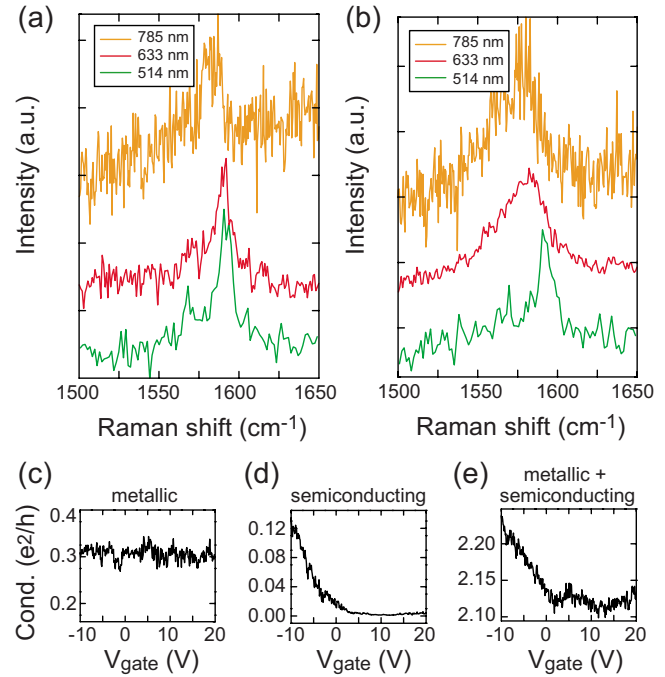 (a)
785 nm
633 nm
514 nm
Intensity (a.u.)
1500 1550 1600 1650
Raman shift (cm⁻¹)
(b)
785 nm
633 nm
514 nm
Intensity (a.u.)
1500 1550 1600 1650
Raman shift (cm⁻¹)
(c)
metallic
Cond. (e²/h)
0.4
0.3
0.2
-10 0 10 20
Vgate (V)
(d)
semiconducting
0.12
0.08
0.04
0.00
-10 0 10 20
Vgate (V)
(e)
metallic +
semiconducting
2.20
2.15
2.10
-10 0 10 20
Vgate (V)